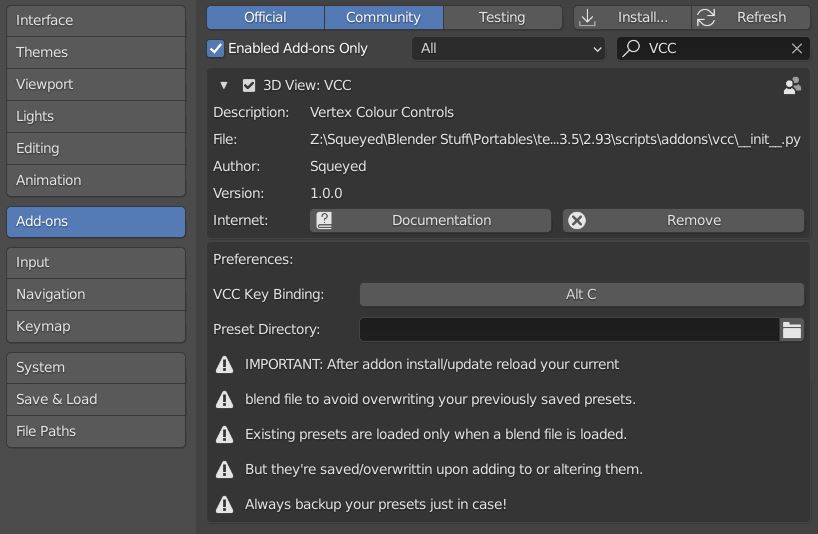 Interface
Themes
Viewport
Lights
Editing
Animation
Add-ons
Input
Navigation
Keymap
System
Save & Load
File Paths
Official Community Testing Install... Refresh
Enabled Add-ons Only All VCC
3D View: VCC
Description: Vertex Colour Controls
File: Z:\Squeyed\Blender Stuff\Portables\te...3.5\2.93\scripts\addons\vcc\__init__.py
Author: Squeyed
Version: 1.0.0
Internet: Documentation Remove
Preferences:
VCC Key Binding: Alt C
Preset Directory:
IMPORTANT: After addon install/update reload your current
blend file to avoid overwriting your previously saved presets.
Existing presets are loaded only when a blend file is loaded.
But they're saved/overwrittin upon adding to or altering them.
Always backup your presets just in case!